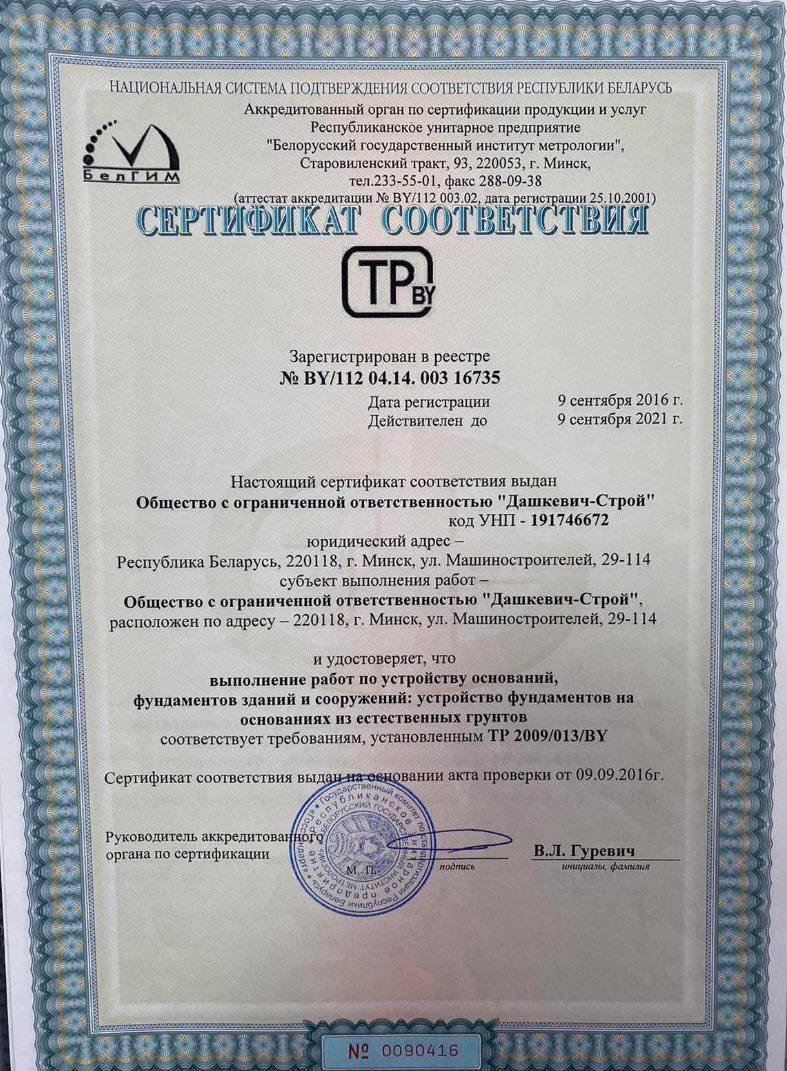 НАЦИОНАЛЬНАЯ СИСТЕМА ПОДТВЕРЖДЕНИЯ СООТВЕТСТВИЯ РЕСПУБЛИКИ БЕЛАРУСЬ
Аккредитованный орган по сертификации продукции и услуг
Республиканское унитарное предприятие
"Белорусский государственный институт метрологии",
Старовиленский тракт, 93, 220053, г. Минск,
тел.233-55-01, факс 288-09-38
(аттестат аккредитации № BY/112 003.02, дата регистрации 25.10.2001)
БелГИМ
СЕРТИФИКАТ СООТВЕТСТВИЯ
ТР BY
Зарегистрирован в реестре
№ BY/112 04.14. 003 16735
Дата регистрации 9 сентября 2016 г.
Действителен до 9 сентября 2021 г.
Настоящий сертификат соответствия выдан
Общество с ограниченной ответственностью "Дашкевич-Строй"
код УНП - 191746672
юридический адрес –
Республика Беларусь, 220118, г. Минск, ул. Машиностроителей, 29-114
субъект выполнения работ –
Общество с ограниченной ответственностью "Дашкевич-Строй",
расположен по адресу – 220118, г. Минск, ул. Машиностроителей, 29-114
и удостоверяет, что
выполнение работ по устройству оснований,
фундаментов зданий и сооружений: устройство фундаментов на
основаниях из естественных грунтов
соответствует требованиям, установленным ТР 2009/013/BY
Сертификат соответствия выдан на основании акта проверки от 09.09.2016г.
Руководитель аккредитованного
органа по сертификации
М. П.
подпись
В.Л. Гуревич
инициалы, фамилия
№ 0090416